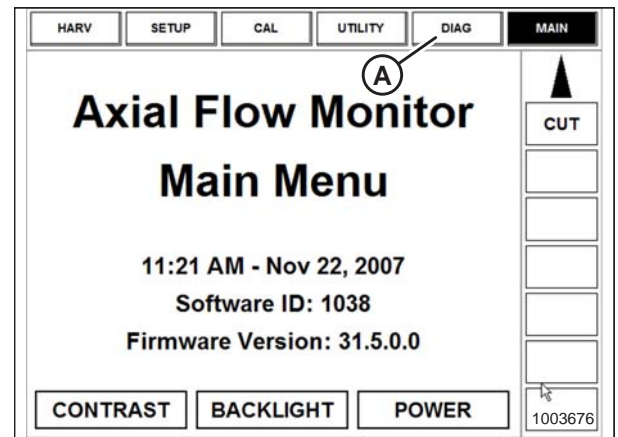 HARV SETUP CAL UTILITY DIAG MAIN
A
Axial Flow Monitor
CUT
Main Menu
11:21 AM - Nov 22, 2007
Software ID: 1038
Firmware Version: 31.5.0.0
CONTRAST BACKLIGHT POWER
1003676